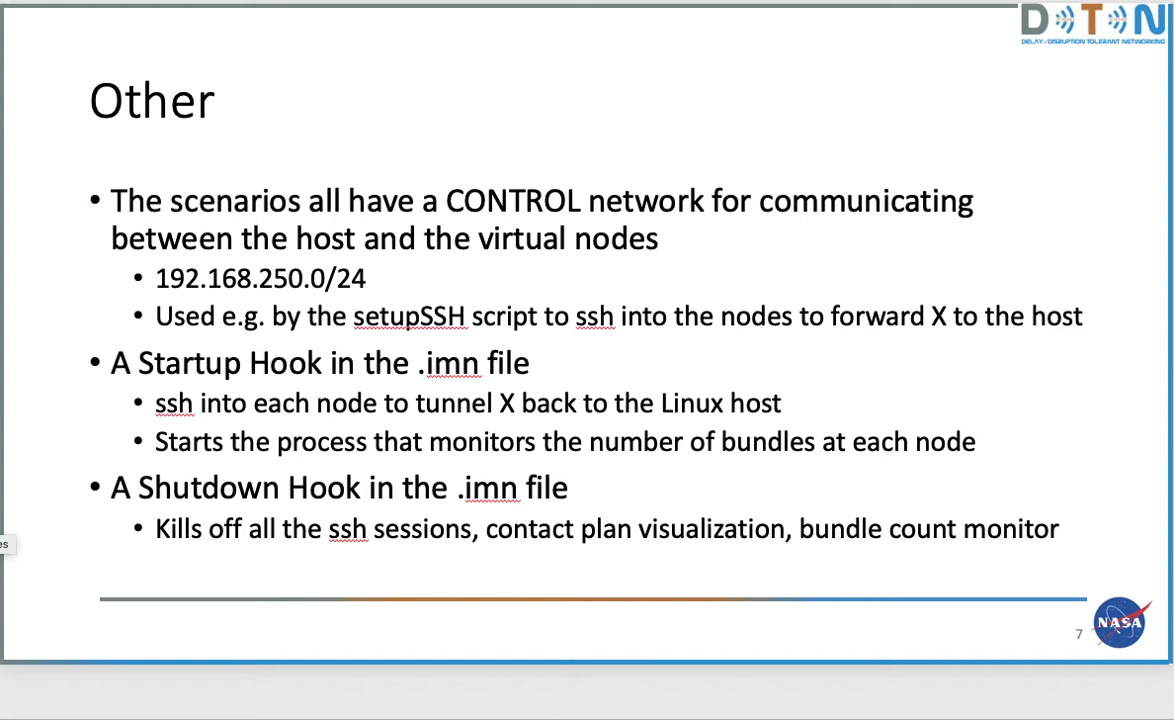 DTN
DELAY/DISRUPTION TOLERANT NETWORKING
Other
• The scenarios all have a CONTROL network for communicating
between the host and the virtual nodes
• 192.168.250.0/24
• Used e.g. by the setupSSH script to ssh into the nodes to forward X to the host
• A Startup Hook in the .imn file
• ssh into each node to tunnel X back to the Linux host
• Starts the process that monitors the number of bundles at each node
• A Shutdown Hook in the .imn file
• Kills off all the ssh sessions, contact plan visualization, bundle count monitor
es
7
NASA